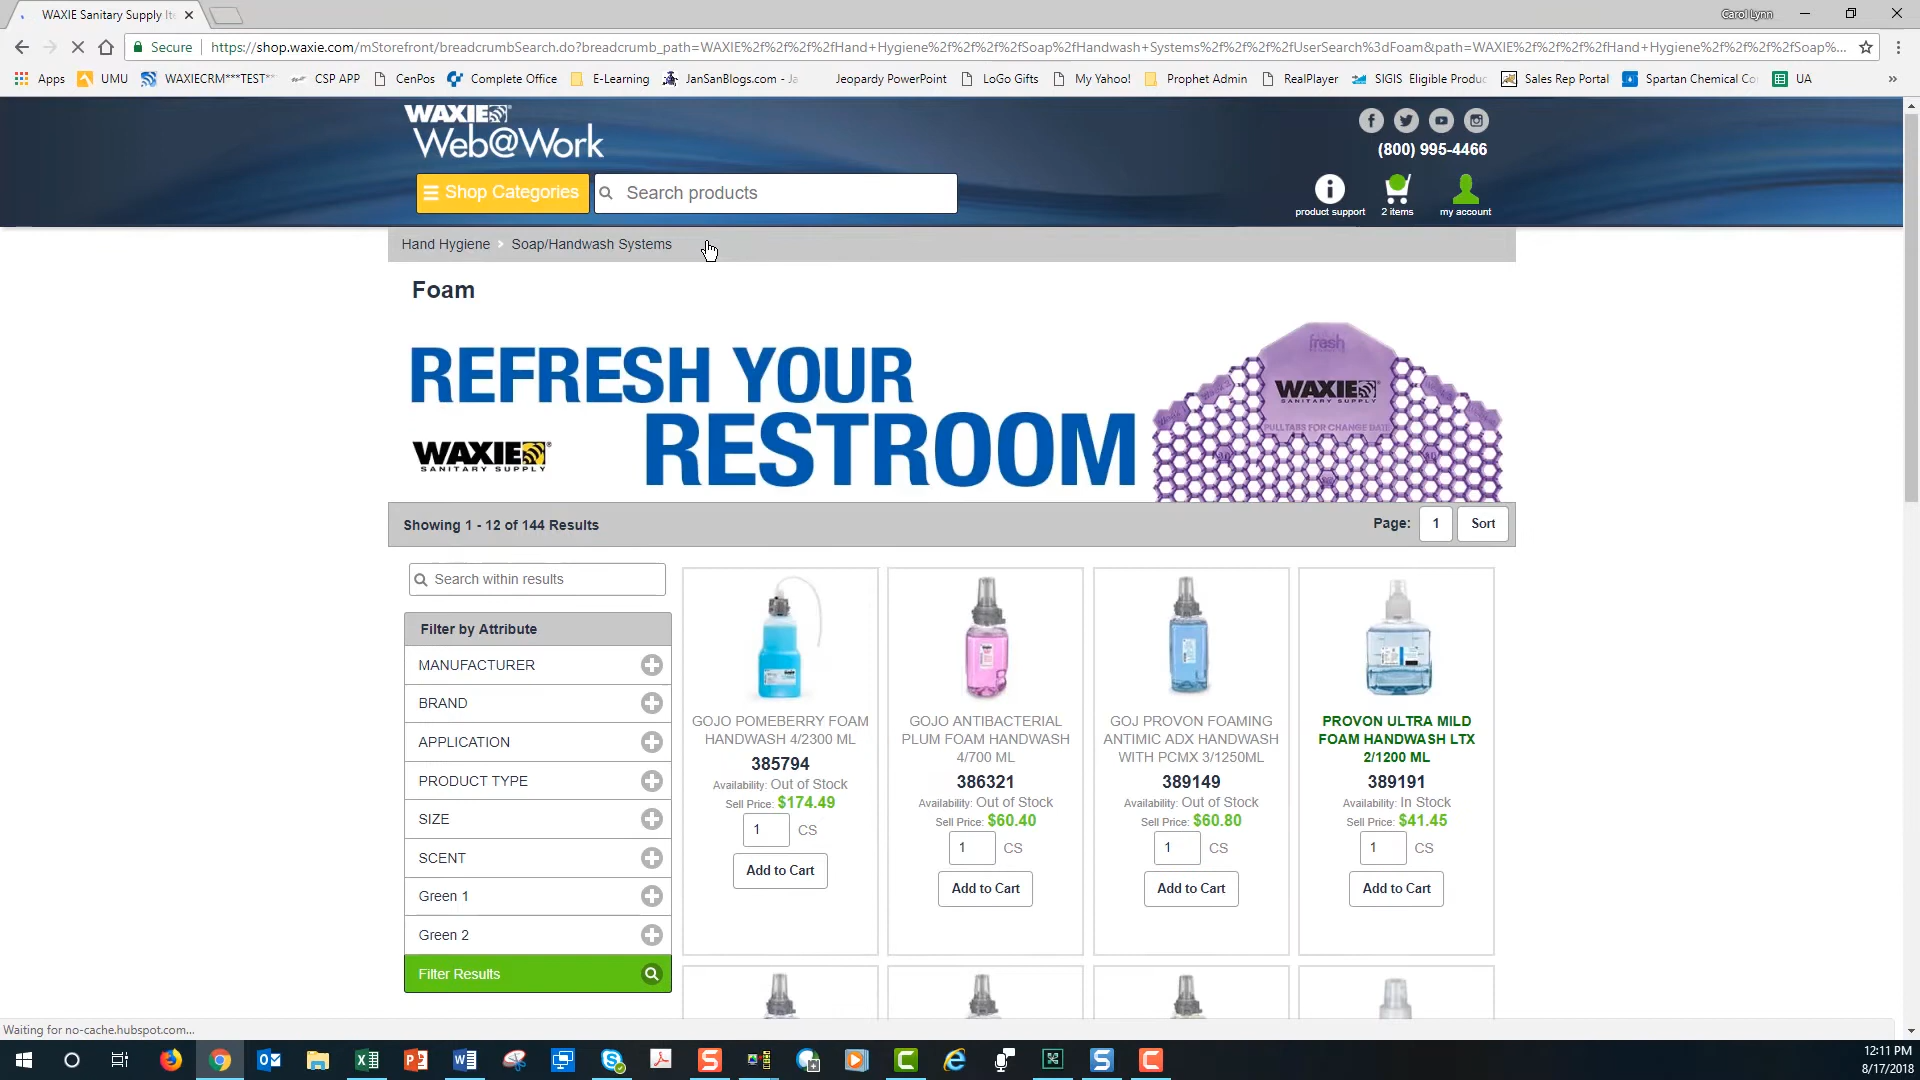 WAXIE Sanitary Supply Ite
Carol Lynn
Secure
https://shop.waxie.com/mStorefront/breadcrumbSearch.do?breadcrumb_path=WAXIE%2f%2f%2f%2fHand+Hygiene%2f%2f%2f%2fSoap%2fHandwash+Systems%2f%2f%2f%2fUserSearch%3dFoam&path=WAXIE%2f%2f%2f%2fHand+Hygiene%2f%2f%2f%2fSoap%...
Apps
UMU
WAXIECRM***TEST**
CSP APP
CenPos
Complete Office
E-Learning
JanSanBlogs.com - Ja
Jeopardy PowerPoint
LoGo Gifts
My Yahoo!
Prophet Admin
RealPlayer
SIGIS Eligible Produc
Sales Rep Portal
Spartan Chemical Co
UA
WAXIE
Web@Work
(800) 995-4466
Shop Categories
Search products
product support
2 items
my account
Hand Hygiene
Soap/Handwash Systems
Foam
REFRESH YOUR
RESTROOM
WAXIE
SANITARY SUPPLY
fresh
WAXIE
SANITARY SUPPLY
PULL TABS FOR CHANGE DATE
Showing 1 - 12 of 144 Results
Page:
1
Sort
Search within results
Filter by Attribute
MANUFACTURER
BRAND
APPLICATION
PRODUCT TYPE
SIZE
SCENT
Green 1
Green 2
Filter Results
GOJO POMEBERRY FOAM
HANDWASH 4/2300 ML
385794
Availability: Out of Stock
Sell Price: $174.49
1 CS
Add to Cart
GOJO ANTIBACTERIAL
PLUM FOAM HANDWASH
4/700 ML
386321
Availability: Out of Stock
Sell Price: $60.40
1 CS
Add to Cart
GOJ PROVON FOAMING
ANTIMIC ADX HANDWASH
WITH PCMX 3/1250ML
389149
Availability: Out of Stock
Sell Price: $60.80
1 CS
Add to Cart
PROVON ULTRA MILD
FOAM HANDWASH LTX
2/1200 ML
389191
Availability: In Stock
Sell Price: $41.45
1 CS
Add to Cart
Waiting for no-cache.hubspot.com...
12:11 PM
8/17/2018